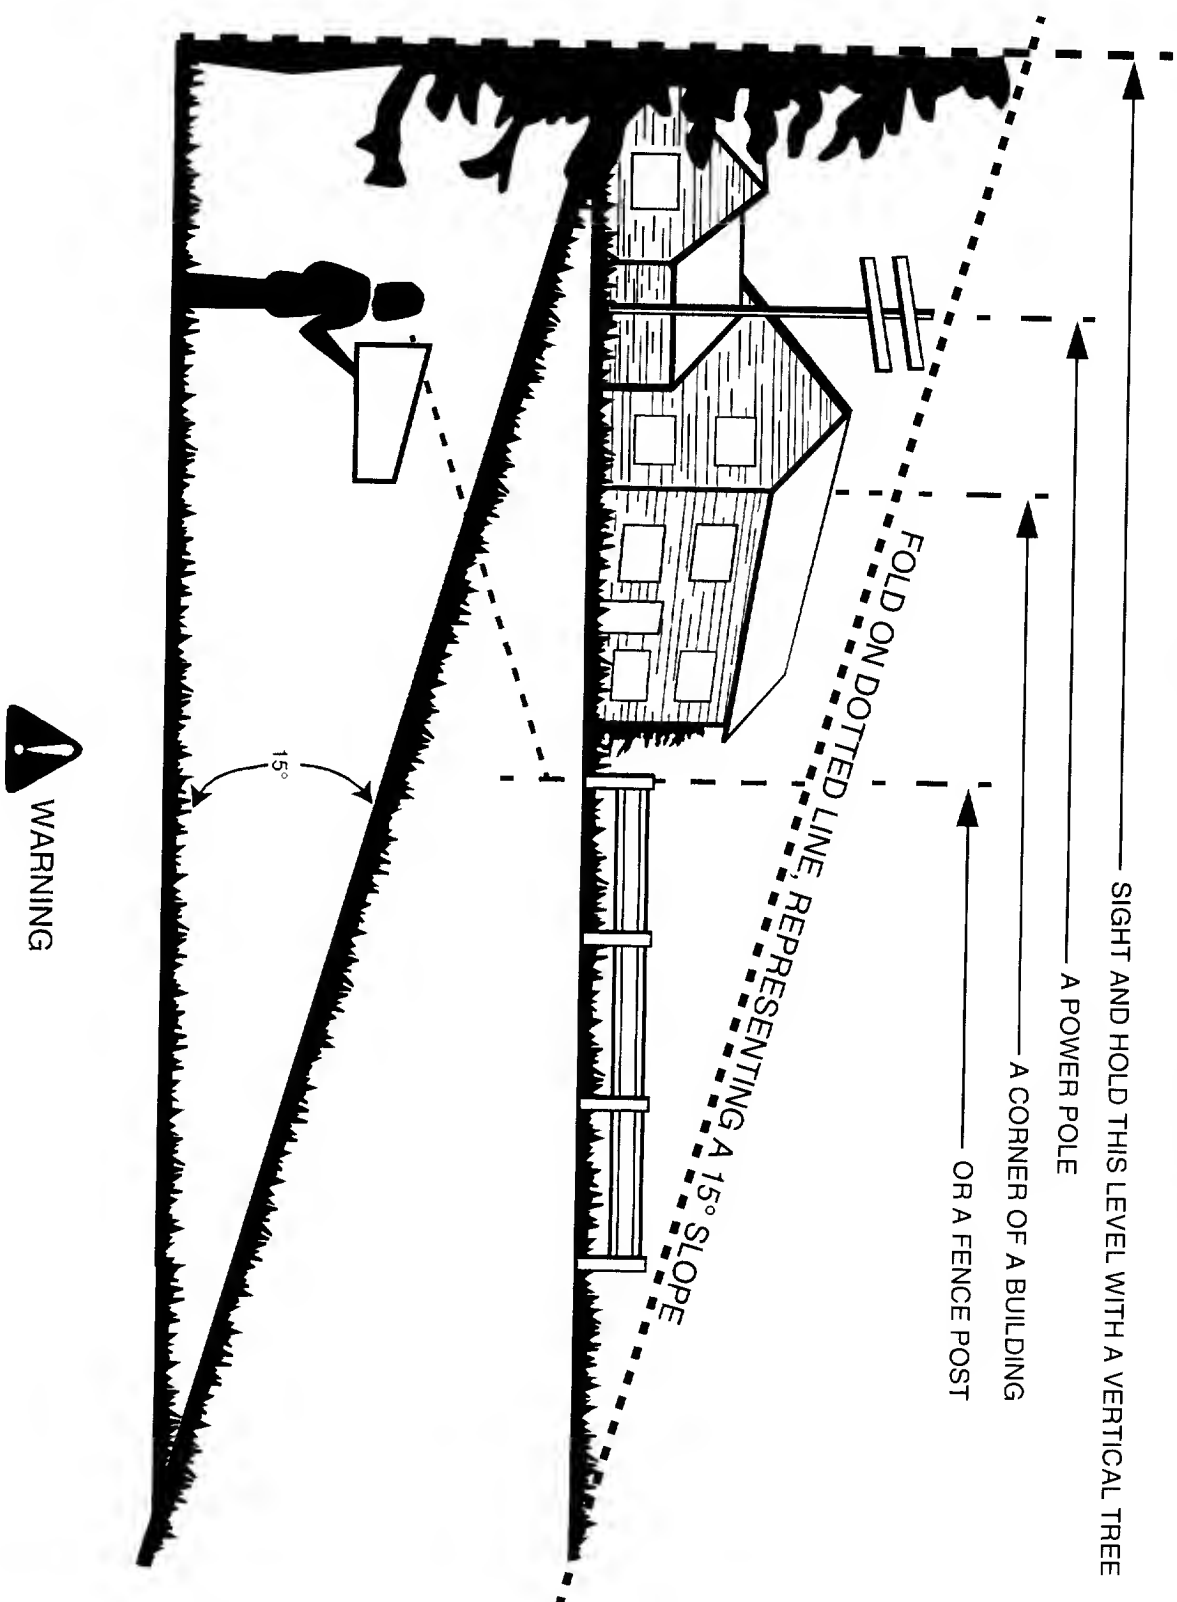 SIGHT AND HOLD THIS LEVEL WITH A VERTICAL TREE
A POWER POLE
A CORNER OF A BUILDING
OR A FENCE POST
FOLD ON DOTTED LINE, REPRESENTING A 15° SLOPE
15°
WARNING